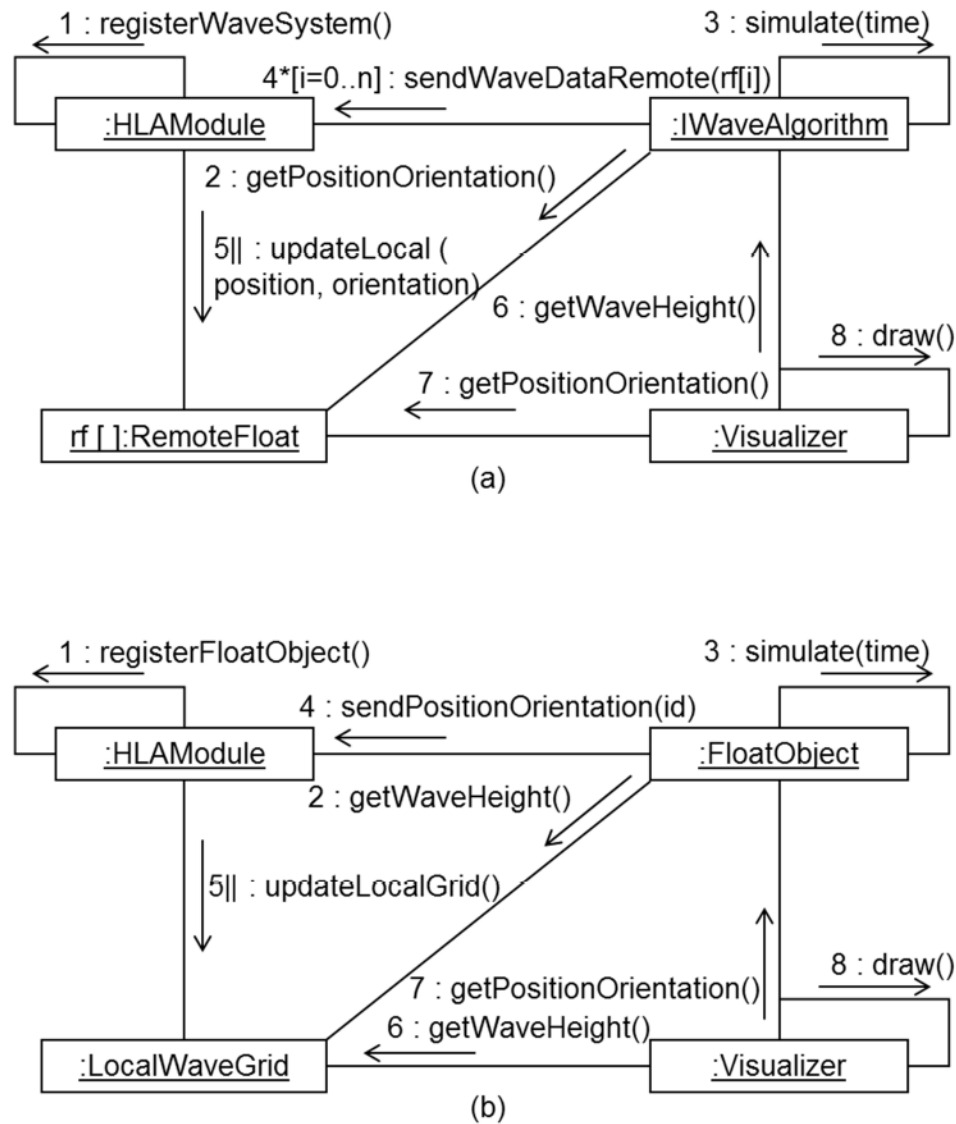 1 : registerWaveSystem()
3 : simulate(time)
4*[i=0..n] : sendWaveDataRemote(rf[i])
:HLAModule
:IWaveAlgorithm
2 : getPositionOrientation()
5|| : updateLocal (
position, orientation)
6 : getWaveHeight()
8 : draw()
7 : getPositionOrientation()
rf [ ]:RemoteFloat
:Visualizer
(a)
1 : registerFloatObject()
3 : simulate(time)
4 : sendPositionOrientation(id)
:HLAModule
:FloatObject
2 : getWaveHeight()
5|| : updateLocalGrid()
8 : draw()
7 : getPositionOrientation()
6 : getWaveHeight()
:LocalWaveGrid
:Visualizer
(b)